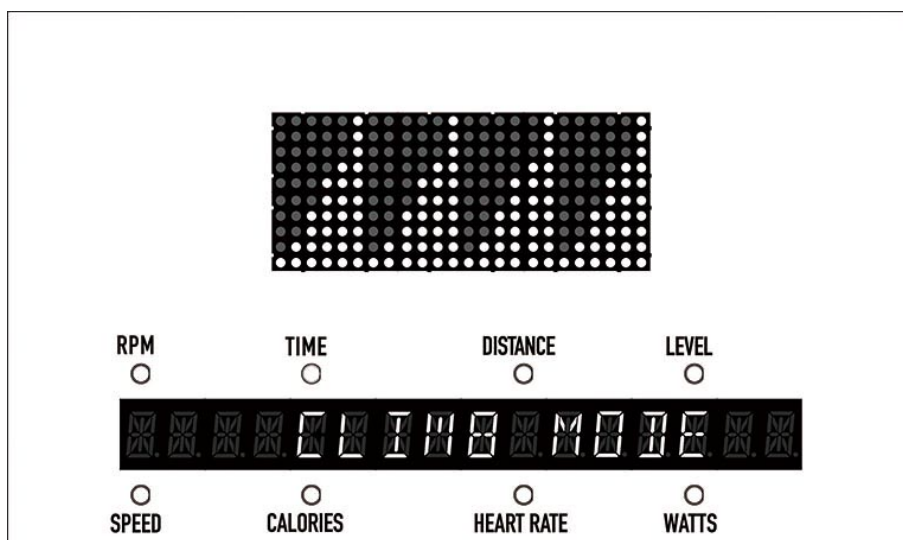 RPM TIME DISTANCE LEVEL
CLIMB MODE
SPEED CALORIES HEART RATE WATTS